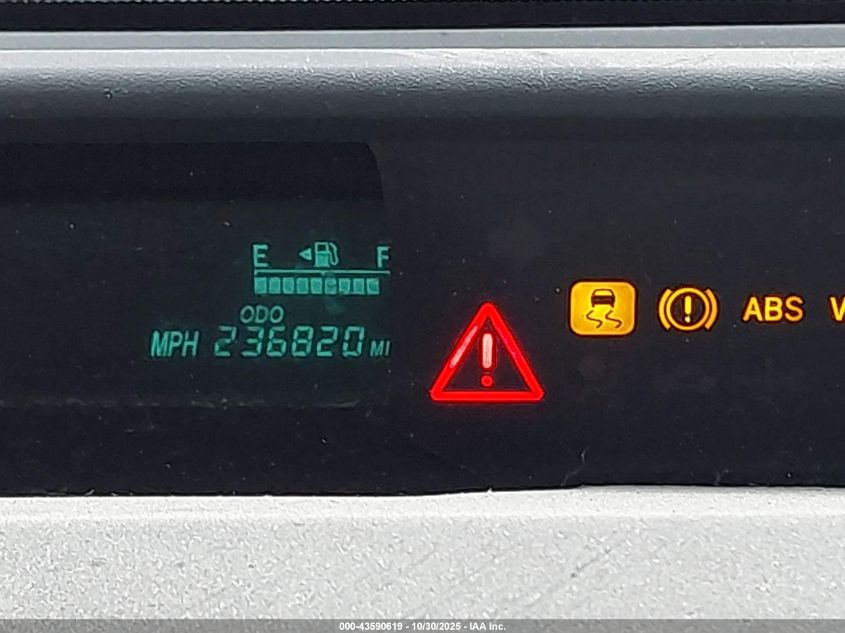 E F
ODO
MPH 236820 MI
ABS V
000-43590619 - 10/30/2025 - IAA Inc.